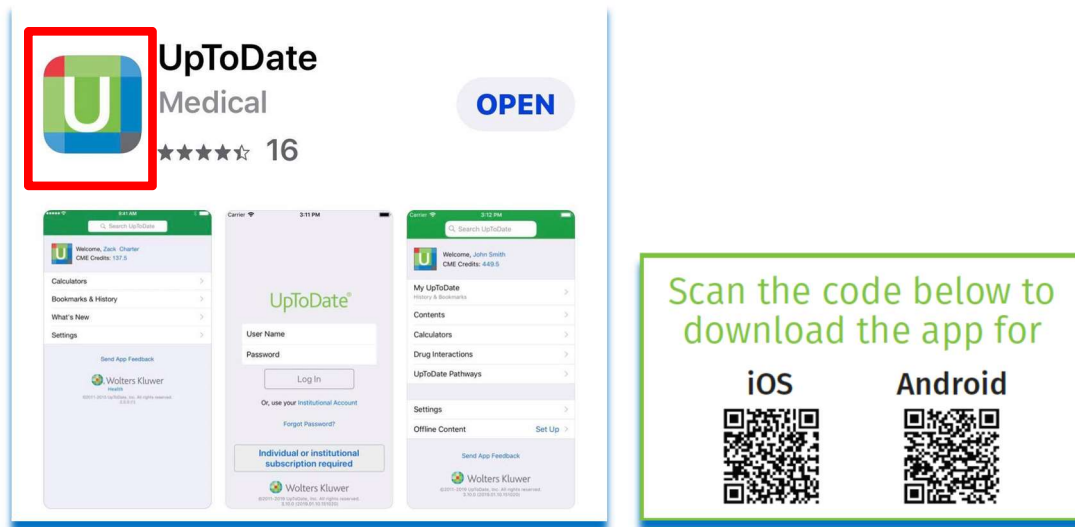 U
UpToDate
Medical
OPEN
16
9:41 AM
Search UpToDate
U
Welcome, Zack Charter
CME Credits: 137.5
Calculators
Bookmarks & History
What's New
Settings
Send App Feedback
Wolters Kluwer
Health
Carrier
3:11 PM
UpToDate®
User Name
Password
Log In
Or, use your Institutional Account
Forgot Password?
Individual or institutional
subscription required
Wolters Kluwer
Carrier
3:12 PM
Search UpToDate
U
Welcome, John Smith
CME Credits: 449.5
My UpToDate
History & Bookmarks
Contents
Calculators
Drug Interactions
UpToDate Pathways
Settings
Offline Content
Set Up
Send App Feedback
Wolters Kluwer
Scan the code below to
download the app for
iOS
Android